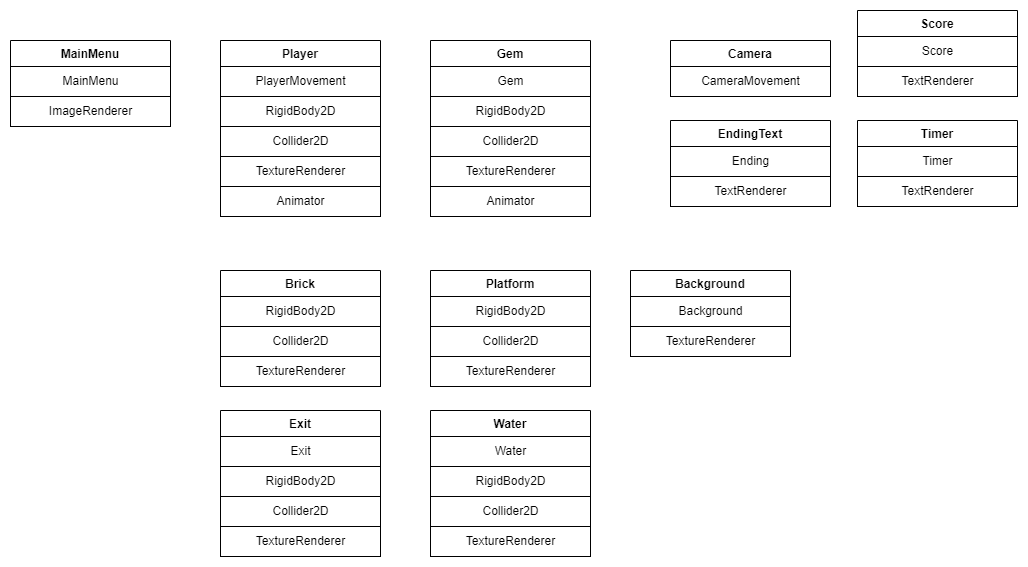 MainMenu
MainMenu
ImageRenderer
Player
PlayerMovement
RigidBody2D
Collider2D
TextureRenderer
Animator
Gem
Gem
RigidBody2D
Collider2D
TextureRenderer
Animator
Camera
CameraMovement
Score
Score
TextRenderer
EndingText
Ending
TextRenderer
Timer
Timer
TextRenderer
Brick
RigidBody2D
Collider2D
TextureRenderer
Platform
RigidBody2D
Collider2D
TextureRenderer
Background
Background
TextureRenderer
Exit
Exit
RigidBody2D
Collider2D
TextureRenderer
Water
Water
RigidBody2D
Collider2D
TextureRenderer